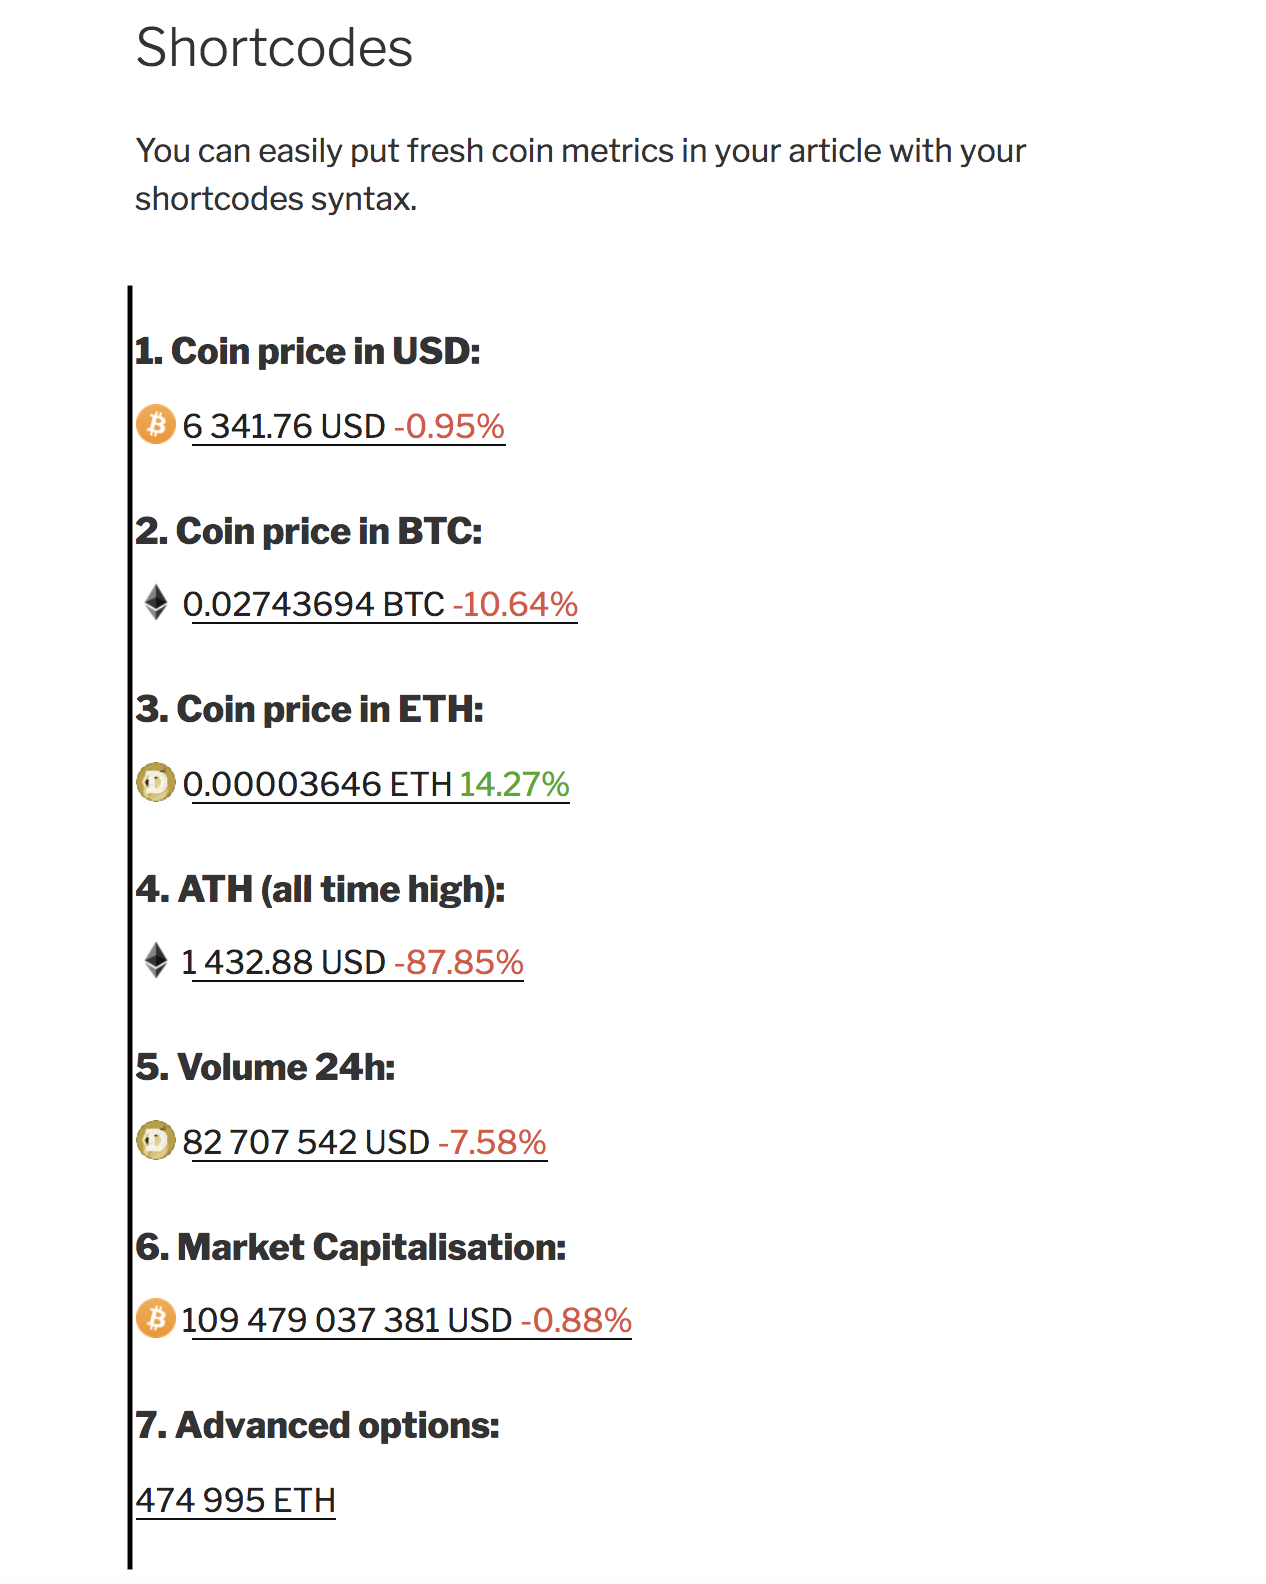 Shortcodes
You can easily put fresh coin metrics in your article with your
shortcodes syntax.
1. Coin price in USD:
6 341.76 USD -0.95%
2. Coin price in BTC:
0.02743694 BTC -10.64%
3. Coin price in ETH:
0.00003646 ETH 14.27%
4. ATH (all time high):
1 432.88 USD -87.85%
5. Volume 24h:
82 707 542 USD -7.58%
6. Market Capitalisation:
109 479 037 381 USD -0.88%
7. Advanced options:
474 995 ETH